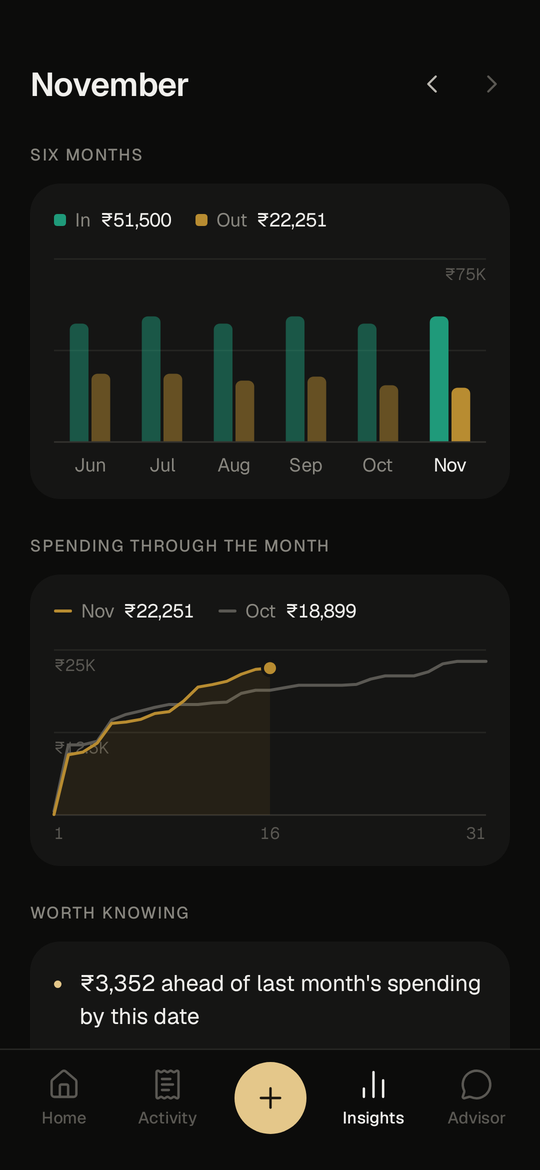 November
SIX MONTHS
In ₹51,500 Out ₹22,251
₹75K
Jun Jul Aug Sep Oct Nov
SPENDING THROUGH THE MONTH
Nov ₹22,251 Oct ₹18,899
₹25K
₹12.5K
1 16 31
WORTH KNOWING
• ₹3,352 ahead of last month's spending
by this date
Home Activity Insights Advisor